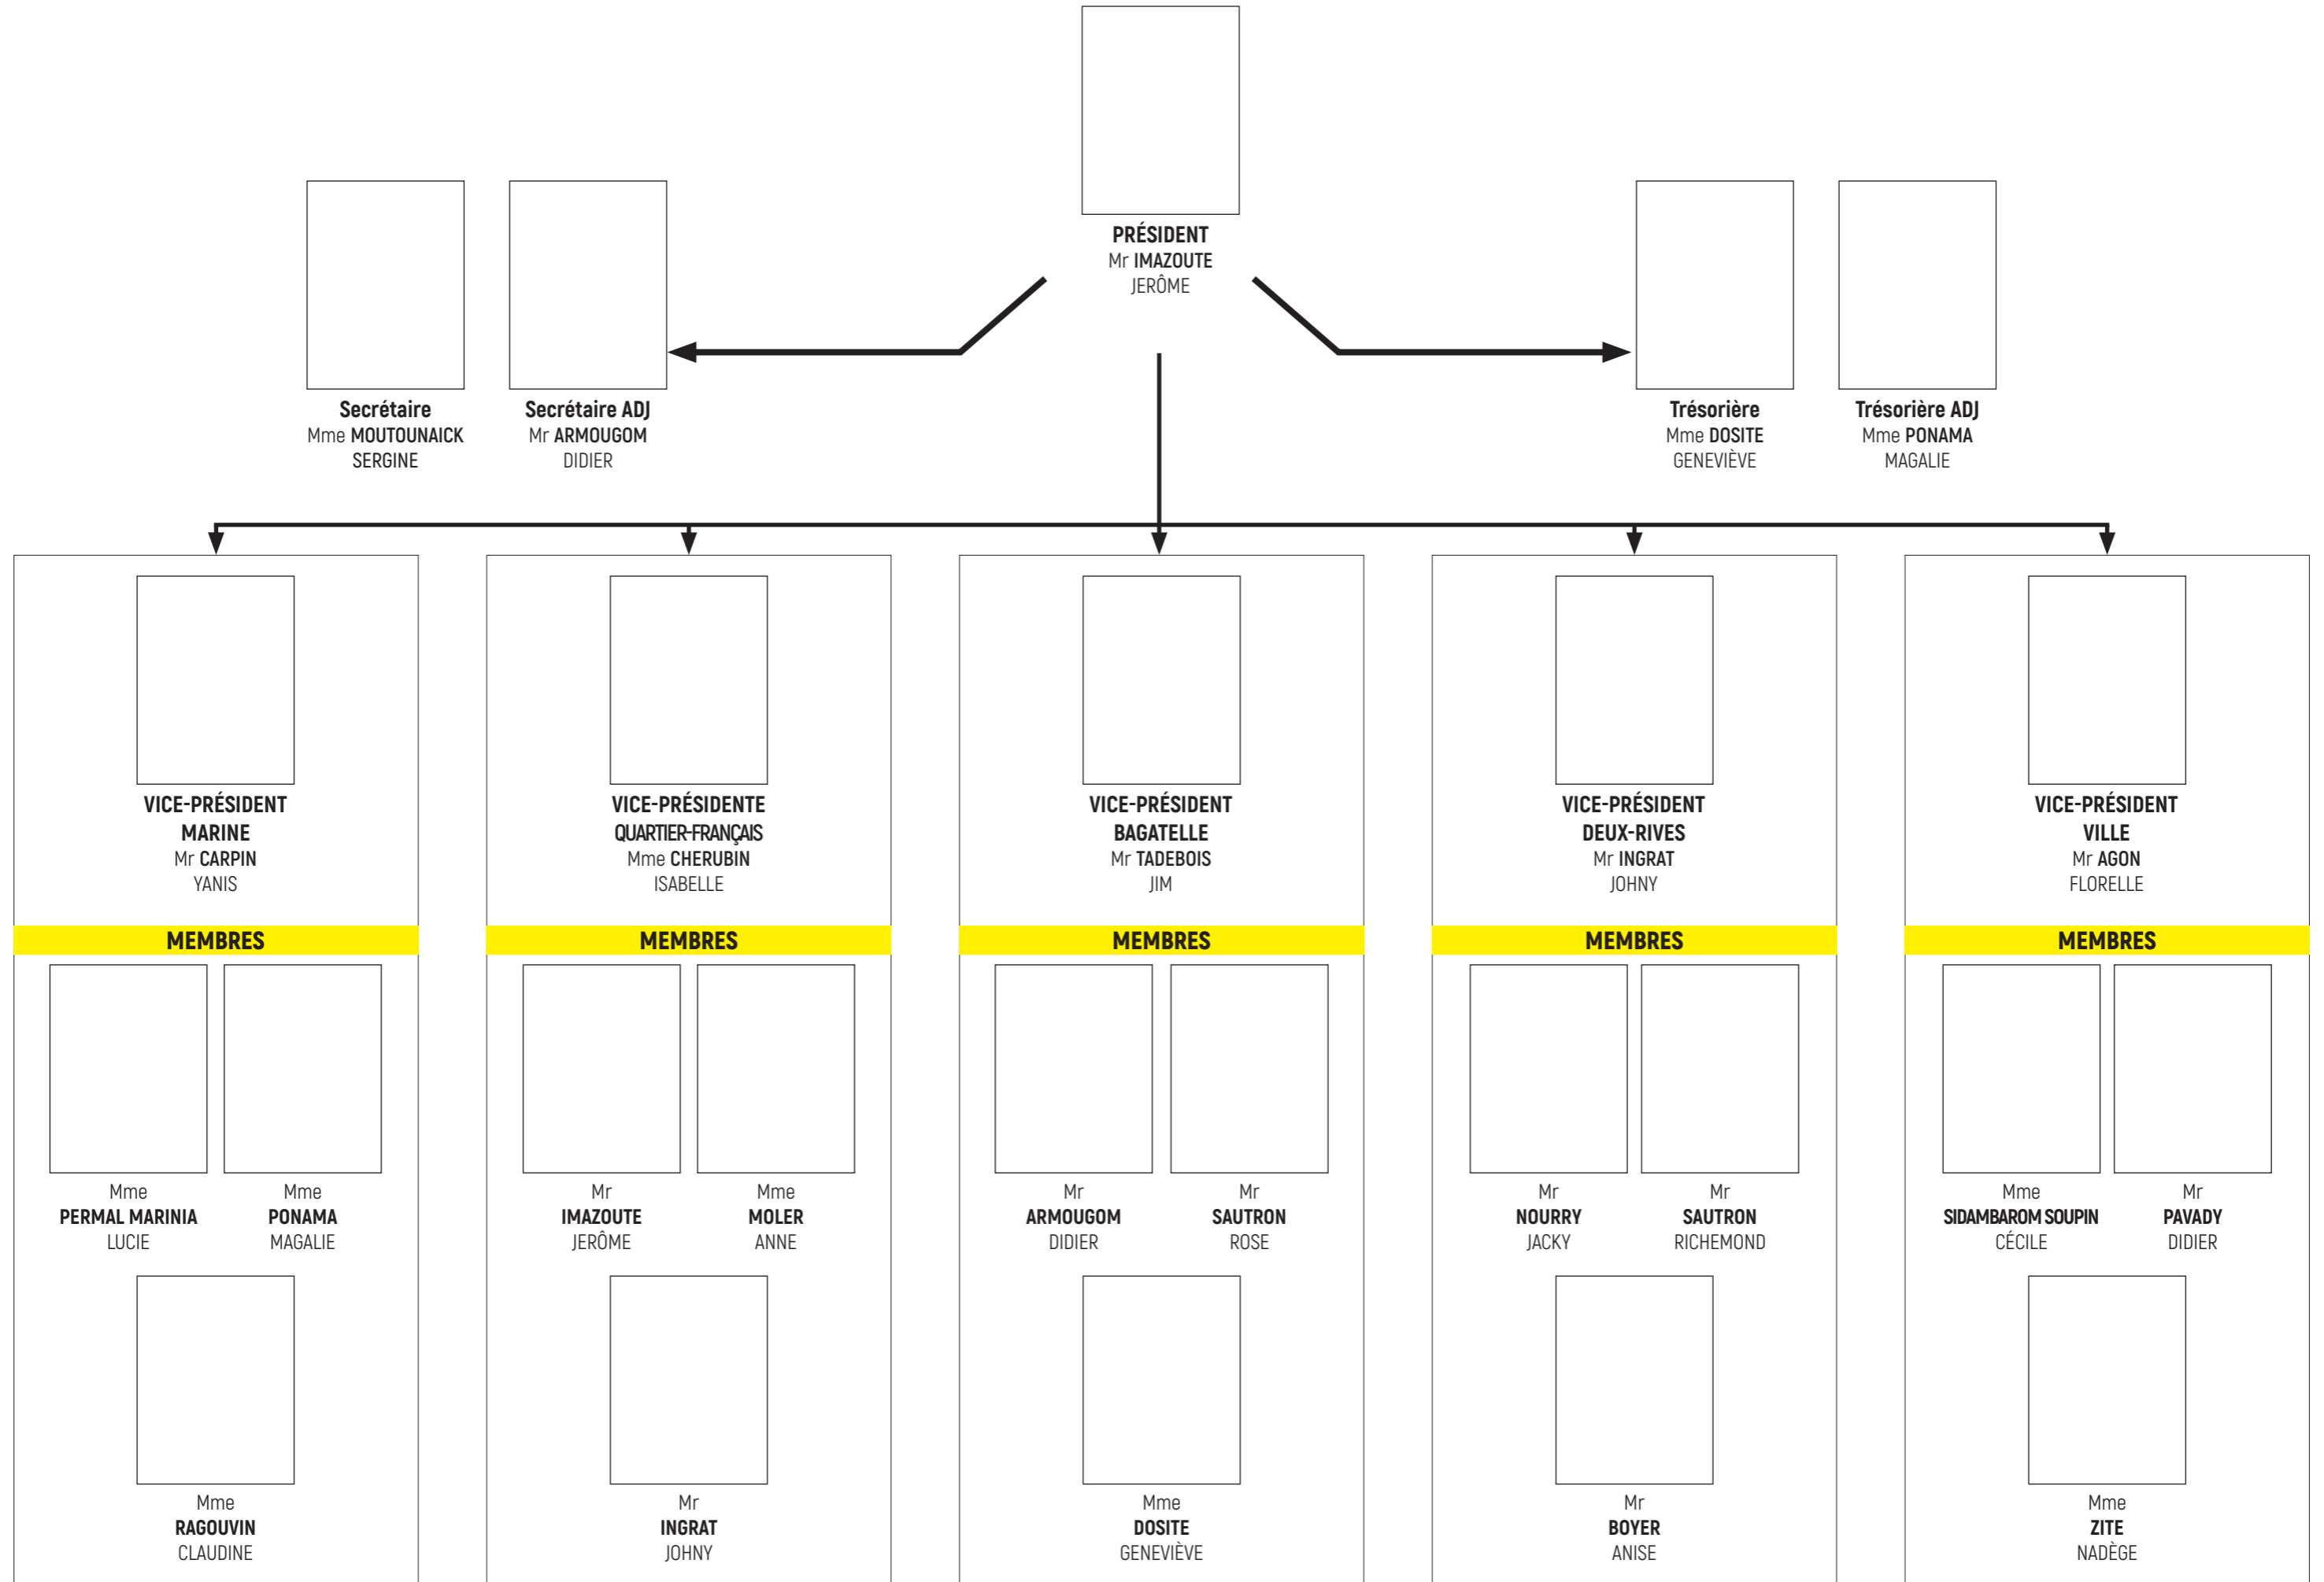 PRÉSIDENT
Mr IMAZOUTE
JERÔME
Secrétaire
Mme MOUTOUNAICK
SERGINE
Secrétaire ADJ
Mr ARMOUGOM
DIDIER
Trésorière
Mme DOSITE
GENEVIÈVE
Trésorière ADJ
Mme PONAMA
MAGALIE
VICE-PRÉSIDENT
MARINE
Mr CARPIN
YANIS
MEMBRES
Mme
PERMAL MARINIA
LUCIE
Mme
PONAMA
MAGALIE
Mme
RAGOUVIN
CLAUDINE
VICE-PRÉSIDENTE
QUARTIER-FRANÇAIS
Mme CHERUBIN
ISABELLE
MEMBRES
Mr
IMAZOUTE
JERÔME
Mme
MOLER
ANNE
Mr
INGRAT
JOHNY
VICE-PRÉSIDENT
BAGATELLE
Mr TADEBOIS
JIM
MEMBRES
Mr
ARMOUGOM
DIDIER
Mr
SAUTRON
ROSE
Mme
DOSITE
GENEVIÈVE
VICE-PRÉSIDENT
DEUX-RIVES
Mr INGRAT
JOHNY
MEMBRES
Mr
NOURRY
JACKY
Mr
SAUTRON
RICHEMOND
Mr
BOYER
ANISE
VICE-PRÉSIDENT
VILLE
Mr AGON
FLORELLE
MEMBRES
Mme
SIDAMBAROM SOUPIN
CÉCILE
Mr
PAVADY
DIDIER
Mme
ZITE
NADÈGE